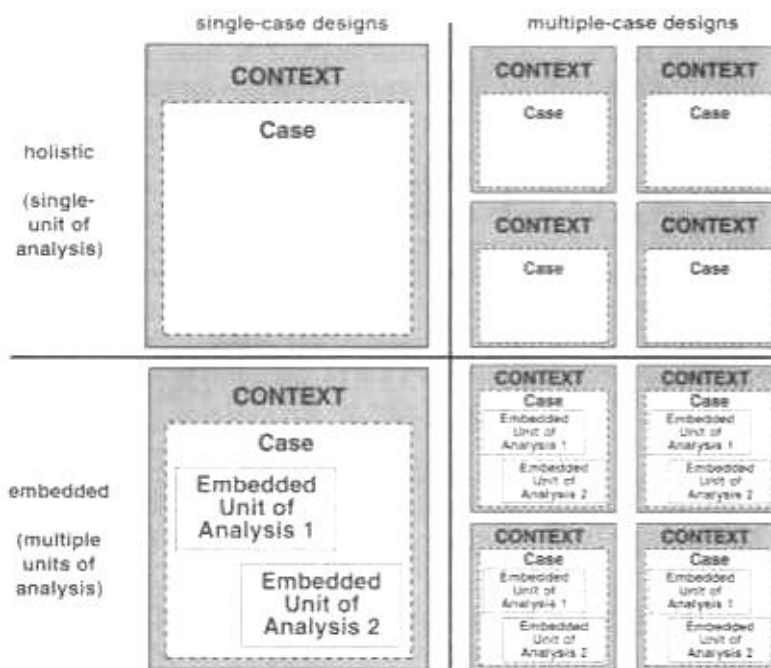 single-case designs
multiple-case designs
CONTEXT
Case
holistic
(single-
unit of
analysis)
CONTEXT
Case
CONTEXT
Case
CONTEXT
Case
CONTEXT
Case
embedded
(multiple
units of
analysis)
CONTEXT
Case
Embedded
Unit of
Analysis 1
Embedded
Unit of
Analysis 2
CONTEXT
Case
Embedded
Unit of
Analysis 1
Embedded
Unit of
Analysis 2
CONTEXT
Case
Embedded
Unit of
Analysis 1
Embedded
Unit of
Analysis 2
CONTEXT
Case
Embedded
Unit of
Analysis 1
Embedded
Unit of
Analysis 2
CONTEXT
Case
Embedded
Unit of
Analysis 1
Embedded
Unit of
Analysis 2